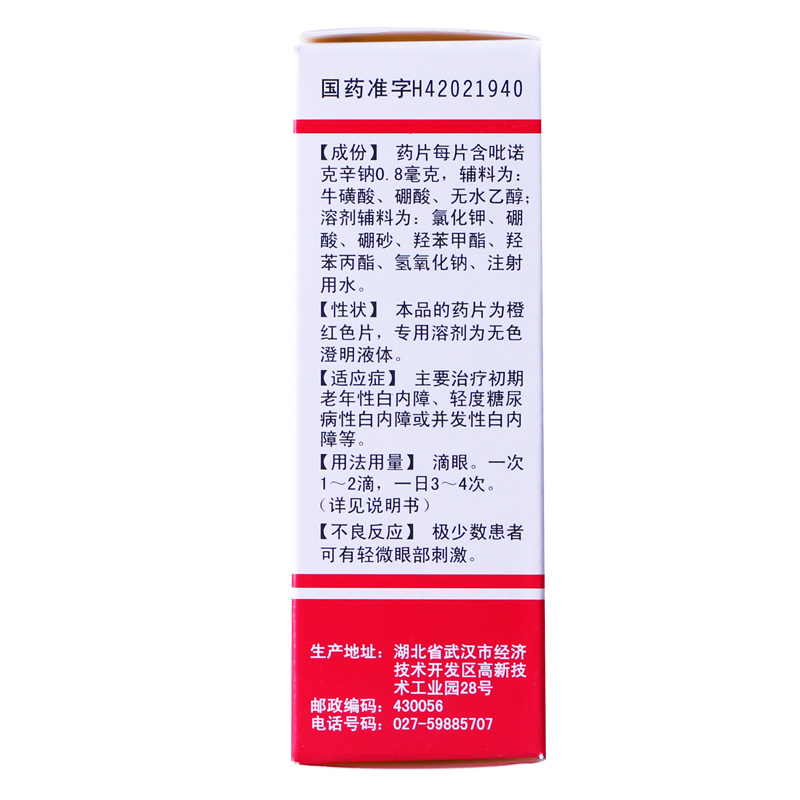 国药准字H42021940
【成份】 药片每片含吡诺
克辛钠0.8毫克，辅料为：
牛磺酸、硼酸、无水乙醇；
溶剂辅料为：氯化钾、硼
酸、硼砂、羟苯甲酯、羟
苯丙酯、氢氧化钠、注射
用水。
【性状】 本品的药片为橙
红色片，专用溶剂为无色
澄明液体。
【适应症】 主要治疗初期
老年性白内障、轻度糖尿
病性白内障或并发性白内
障等。
【用法用量】 滴眼。一次
1～2滴，一日3～4次。
（详见说明书）
【不良反应】 极少数患者
可有轻微眼部刺激。
生产地址：湖北省武汉市经济
技术开发区高新技
术工业园28号
邮政编码：430056
电话号码：027-59885707